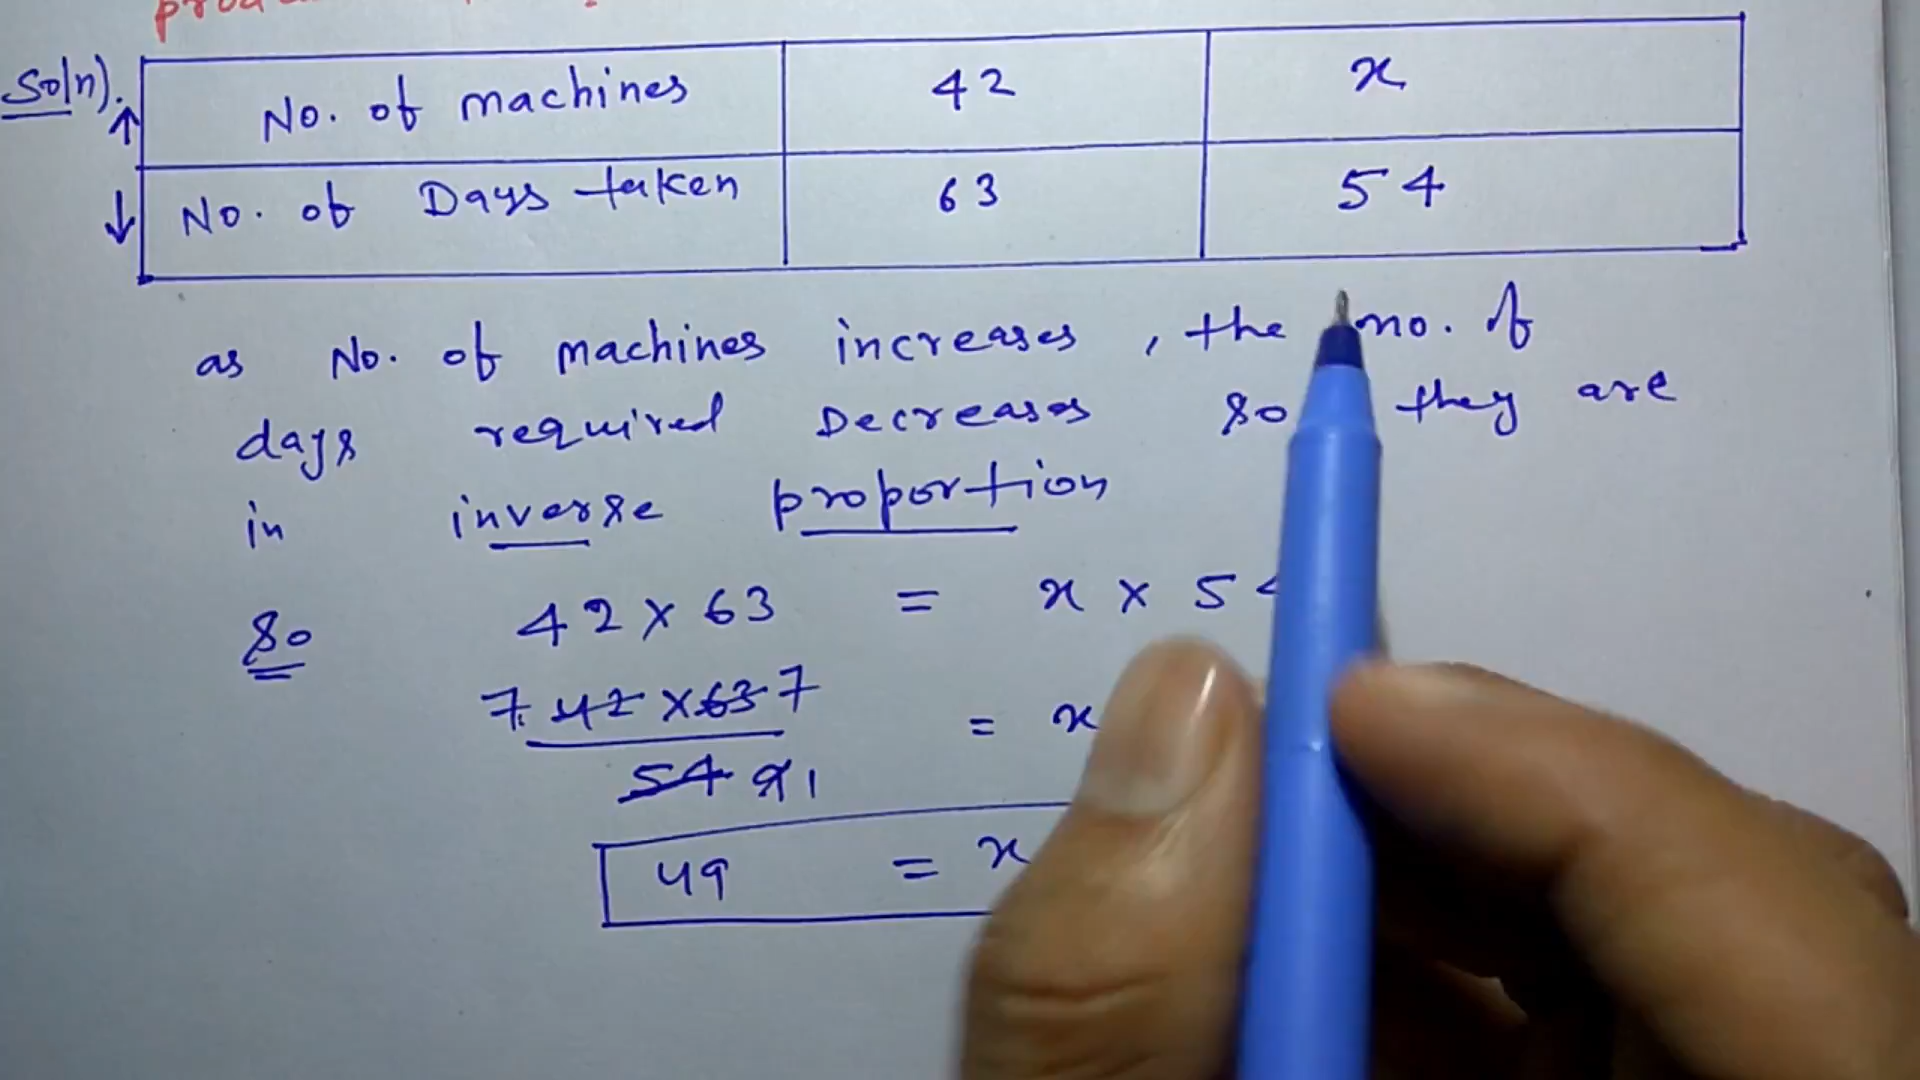 Soln).
No. of machines 42 x
No. of Days taken 63 54
as No. of machines increases, the no. of
days required Decreases so they are
in inverse proportion
So 42 x 63 = x x 54
7 42 x 63 7 = x
54 9 1
49 = x